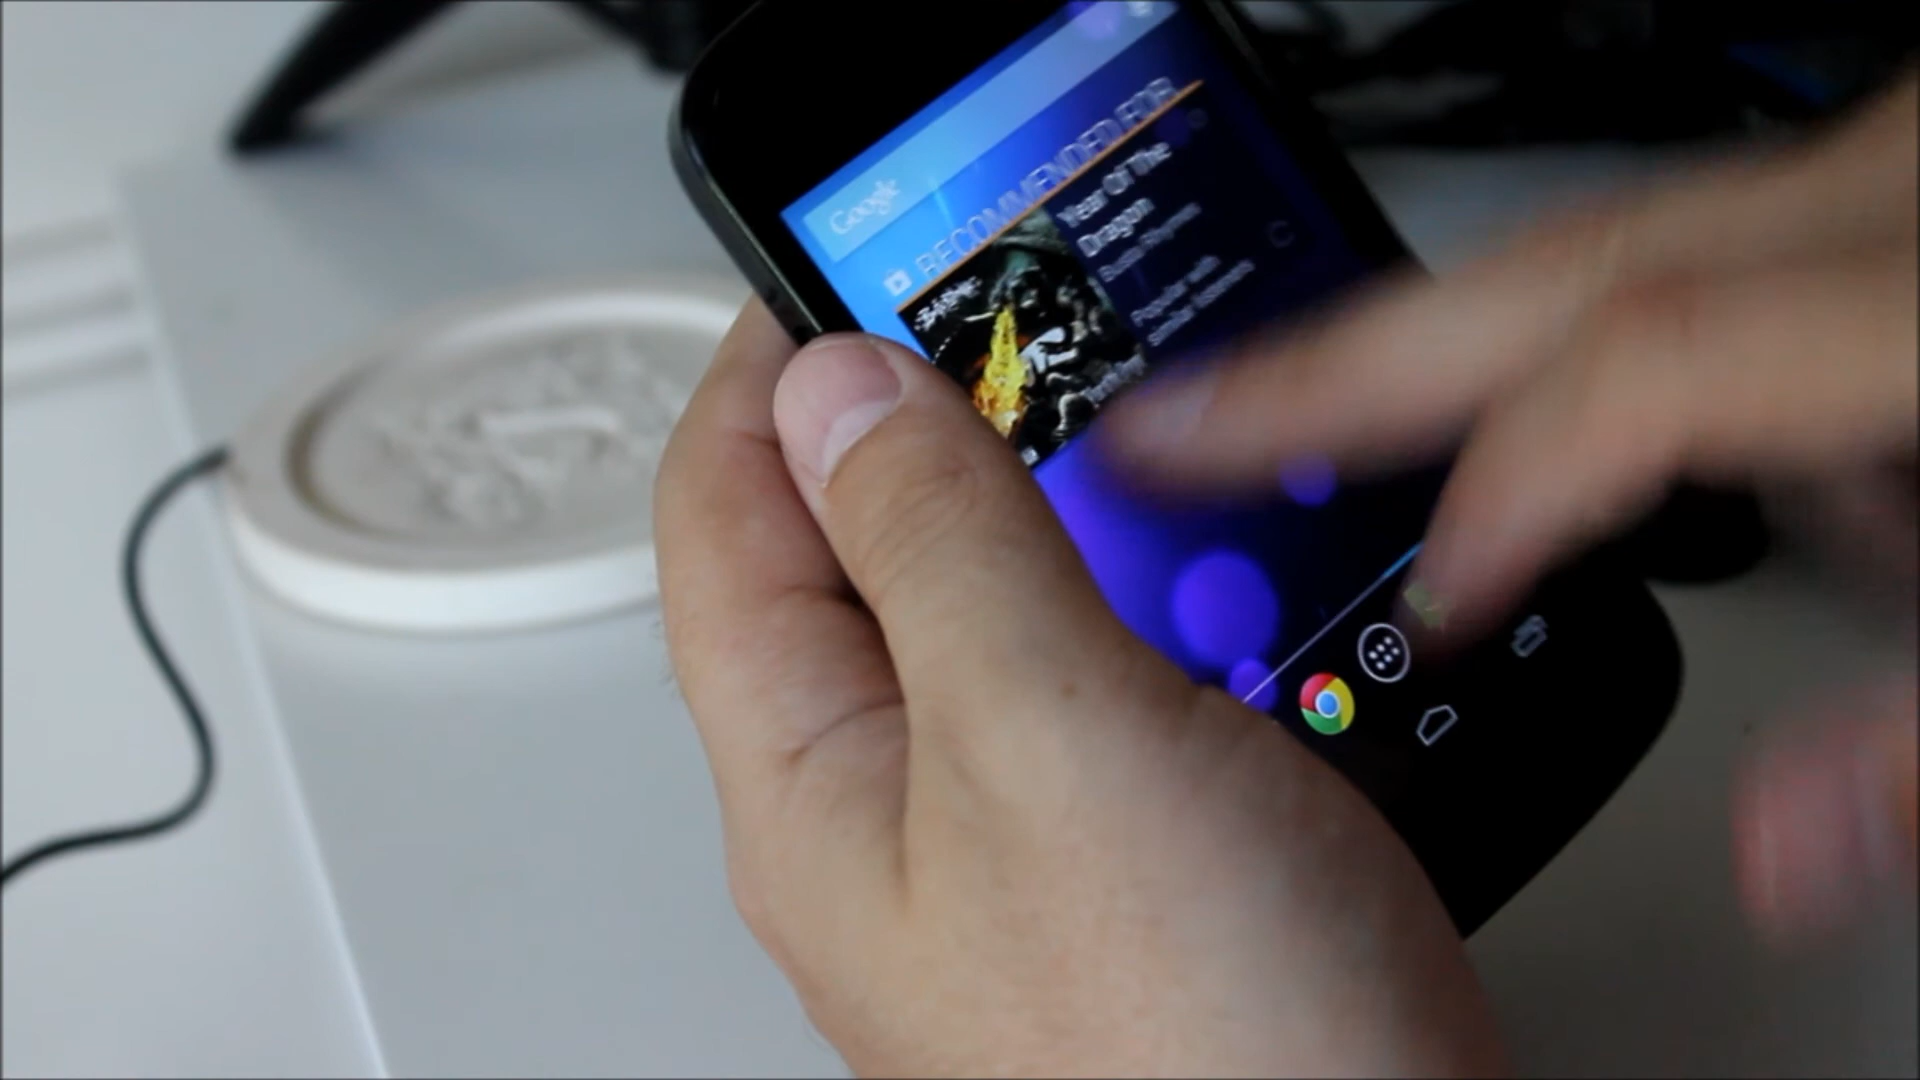 Google
RECOMMENDED FOR
Year Of The
Dragon
Busta Rhymes
Popular with
similar listeners